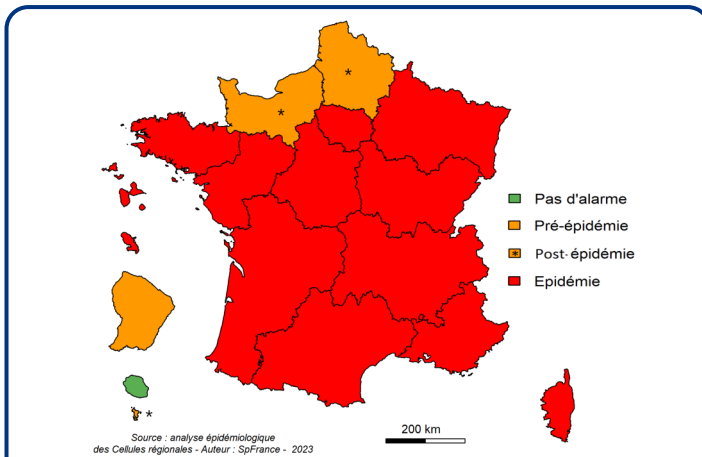 *
*
Pas d'alarme
Pré-épidémie
* Post-épidémie
Epidémie
*
200 km
Source : analyse épidémiologique
des Cellules régionales - Auteur : SpFrance - 2023